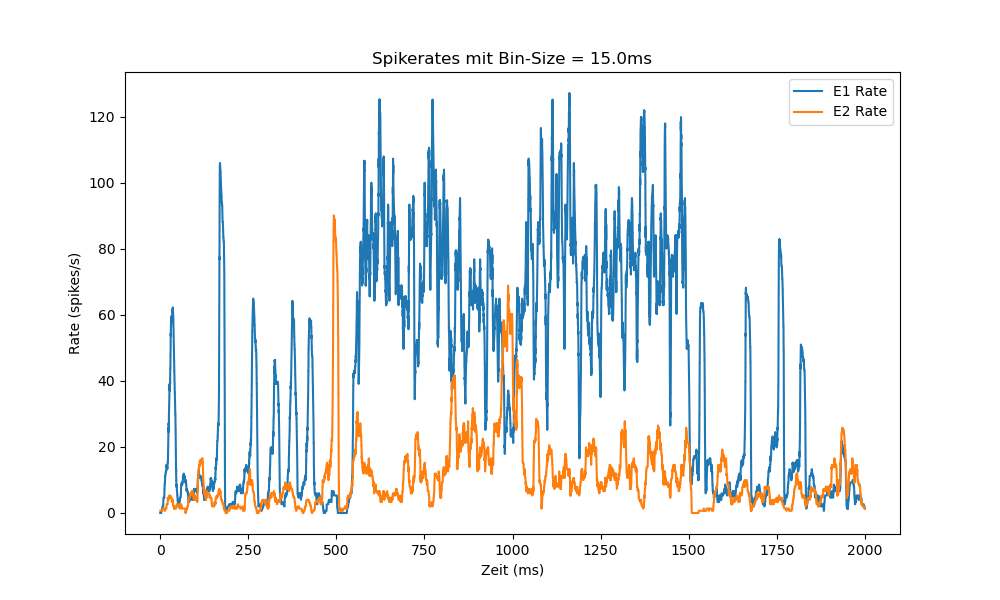 Spikerates mit Bin-Size = 15.0ms
E1 Rate
E2 Rate
Rate (spikes/s)
120
100
80
60
40
20
0
0 250 500 750 1000 1250 1500 1750 2000
Zeit (ms)